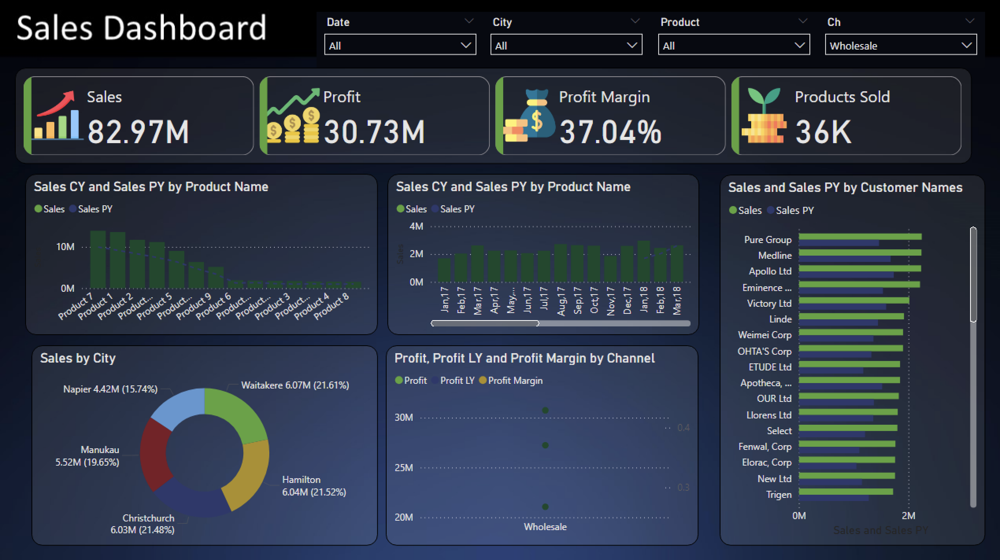 Sales Dashboard
Date
City
Product
Ch
All
All
All
Wholesale
Sales
82.97M
Profit
30.73M
Profit Margin
37.04%
Products Sold
36K
Sales CY and Sales PY by Product Name
Sales Sales PY
10M
0M
Product 7
Product 1
Product 2
Product...
Product 5
Product...
Product 9
Product 6
Product...
Product...
Product 3
Product...
Product 4
Product 8
Sales CY and Sales PY by Product Name
Sales Sales PY
Sales
4M
2M
0M
Jan,17
Feb,17
Mar,17
Apr,17
May,...
Jun,17
Jul,17
Aug,17
Sep,17
Oct,17
Nov,17
Dec,17
Jan,18
Feb,18
Mar,18
Sales and Sales PY by Customer Names
Sales Sales PY
Pure Group
Medline
Apollo Ltd
Eminence ...
Victory Ltd
Linde
Weimei Corp
OHTA'S Corp
ETUDE Ltd
Apotheca, ...
OUR Ltd
Llorens Ltd
Select
Fenwal, Corp
Elorac, Corp
New Ltd
Trigen
0M 2M
Sales and Sales PY
Sales by City
Napier 4.42M (15.74%)
Waitakere 6.07M (21.61%)
Manukau
5.52M (19.65%)
Hamilton
6.04M (21.52%)
Christchurch
6.03M (21.48%)
Profit, Profit LY and Profit Margin by Channel
Profit Profit LY Profit Margin
30M
25M
20M
0.4
0.3
Wholesale